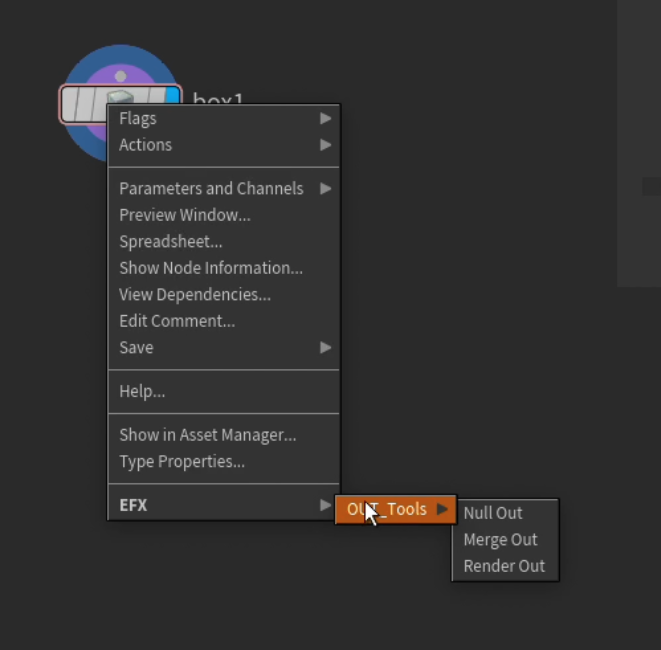 box1
Flags
Actions
Parameters and Channels
Preview Window...
Spreadsheet...
Show Node Information...
View Dependencies...
Edit Comment...
Save
Help...
Show in Asset Manager...
Type Properties...
EFX
OUT_Tools
Null Out
Merge Out
Render Out